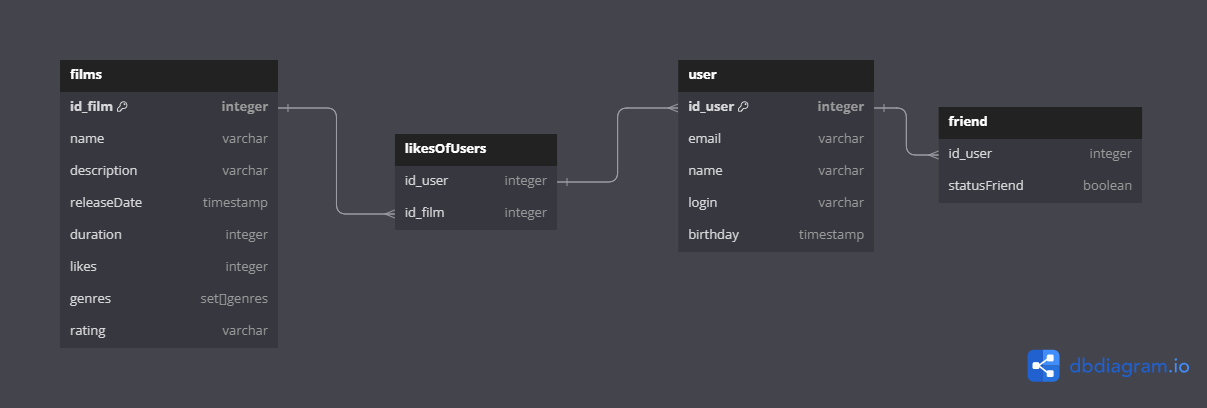 films
id_film integer
name varchar
description varchar
releaseDate timestamp
duration integer
likes integer
genres set[]genres
rating varchar
likesOfUsers
id_user integer
id_film integer
user
id_user integer
email varchar
name varchar
login varchar
birthday timestamp
friend
id_user integer
statusFriend boolean
dbdiagram.io